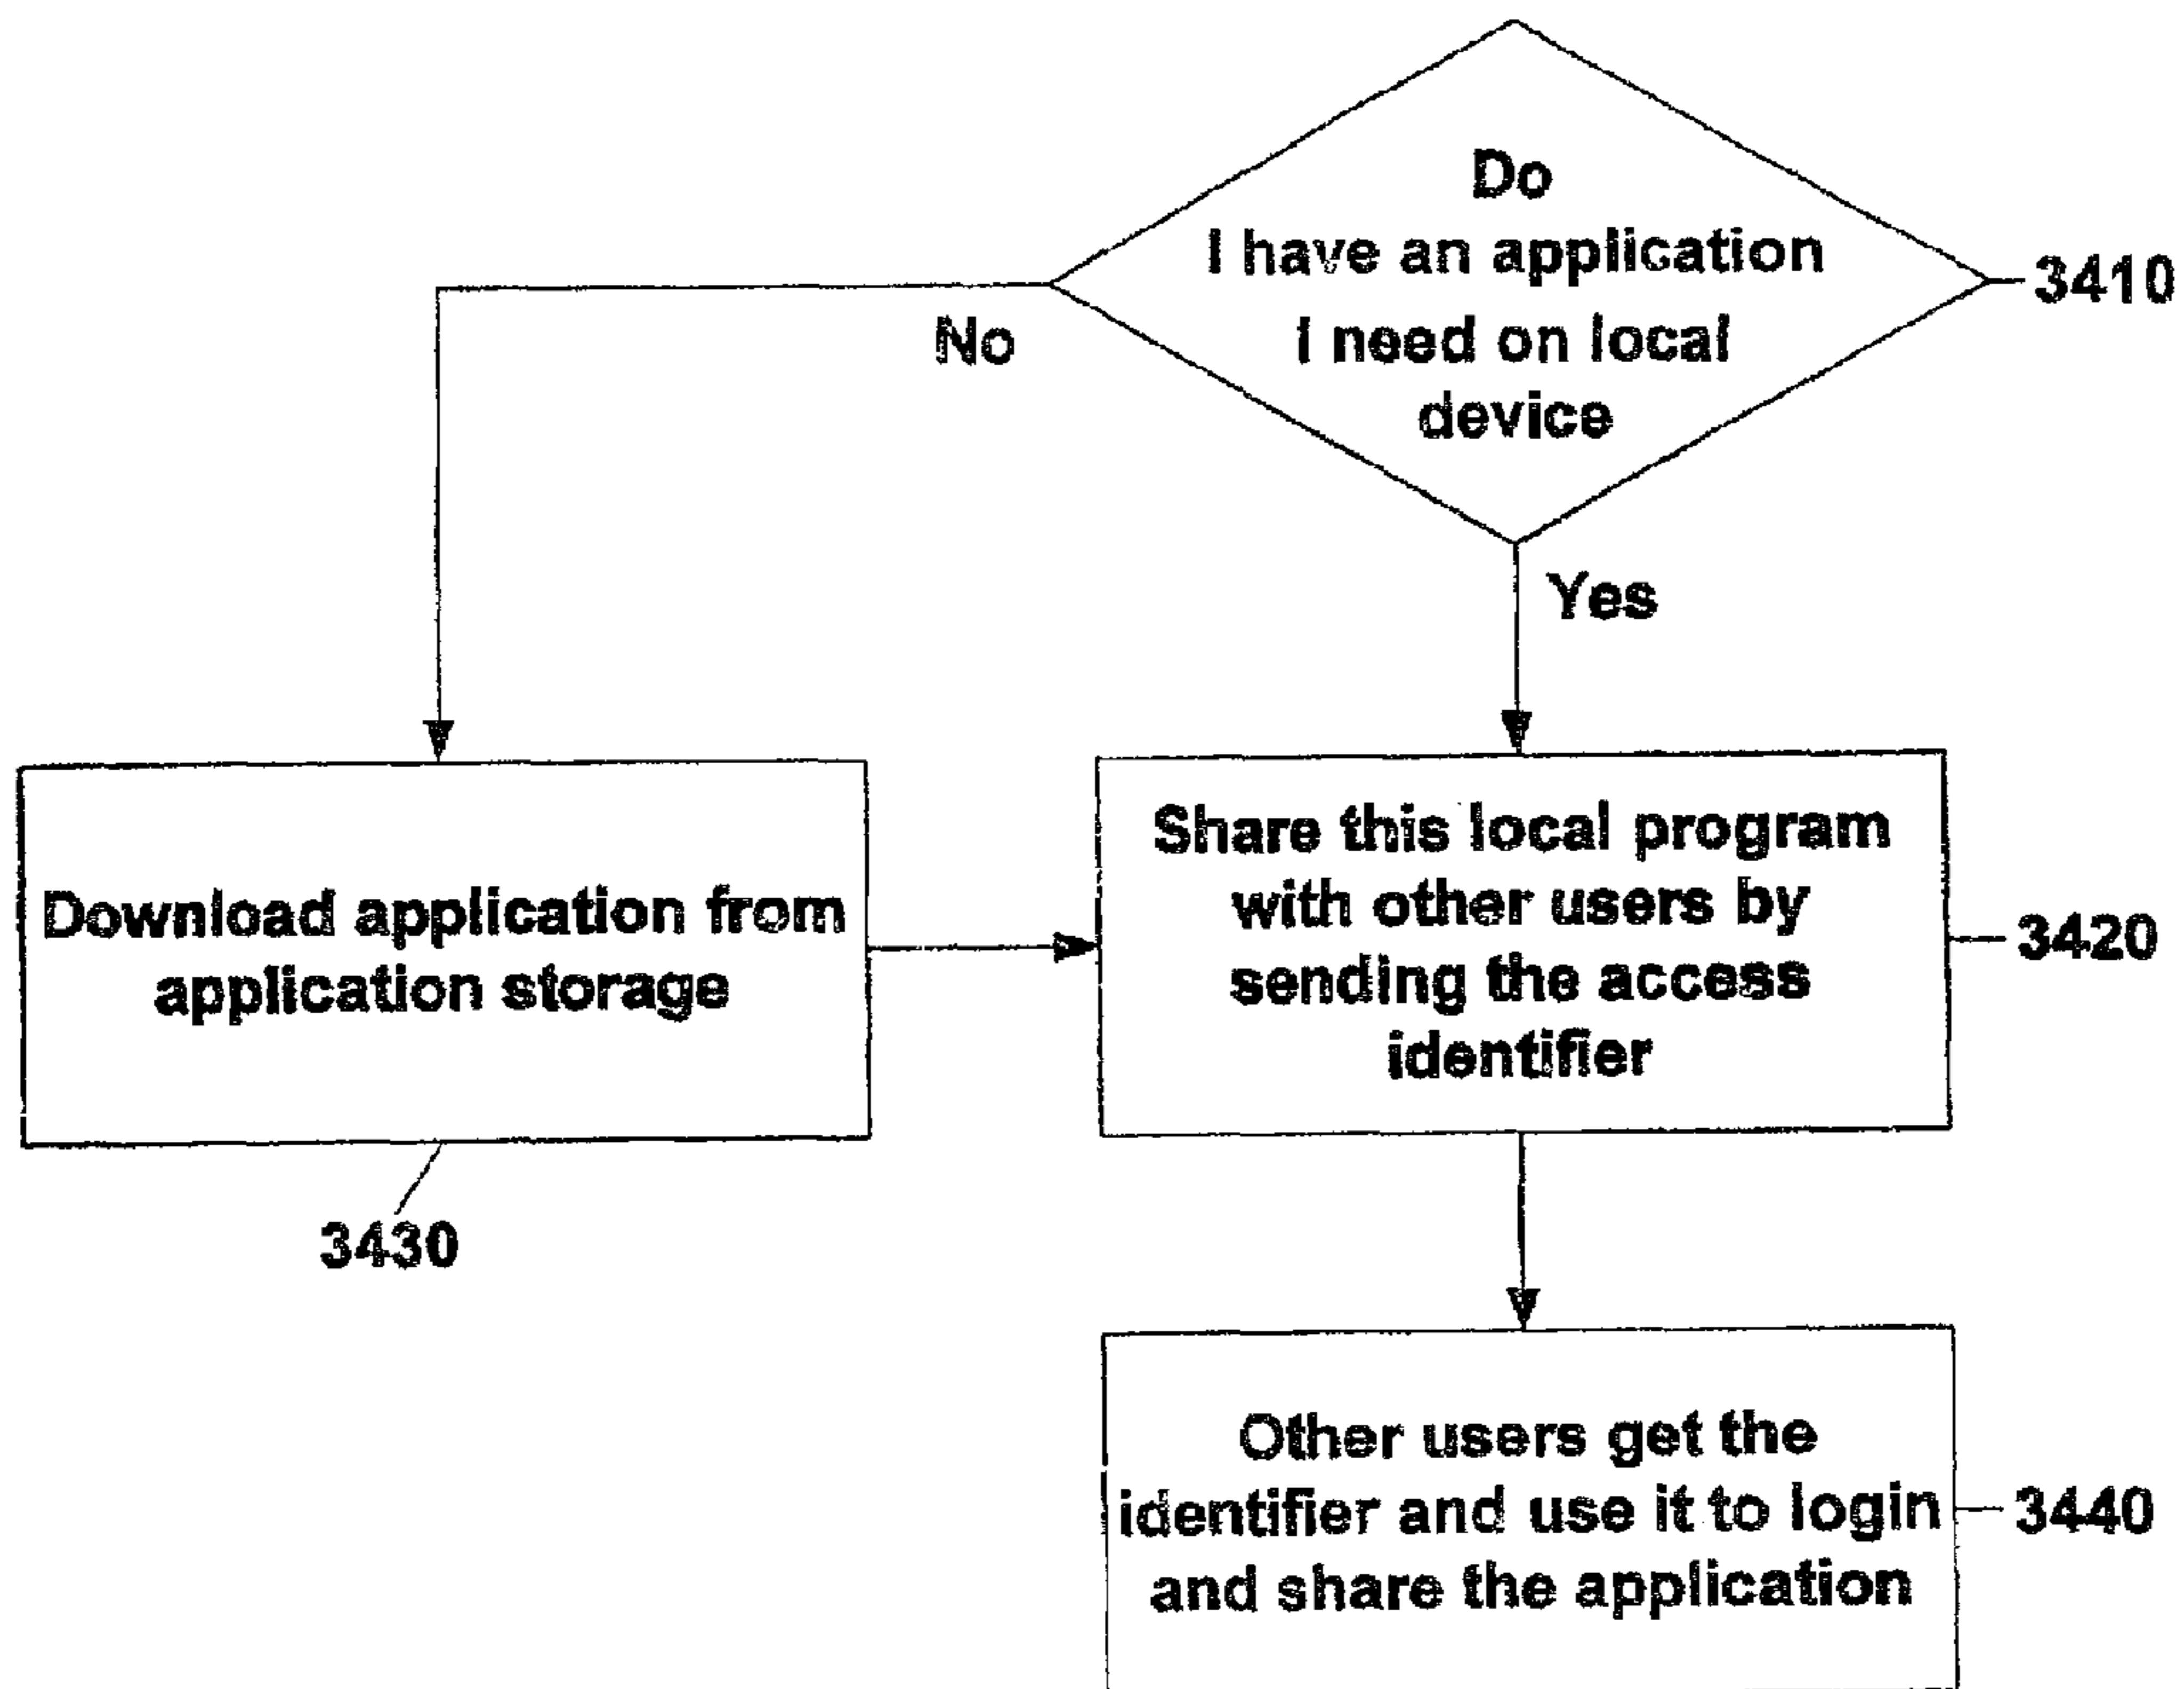 Do
I have an application
I need on local
device
3410
No
Yes
Download application from
application storage
3430
Share this local program
with other users by
sending the access
identifier
3420
Other users get the
identifier and use it to login
and share the application
3440